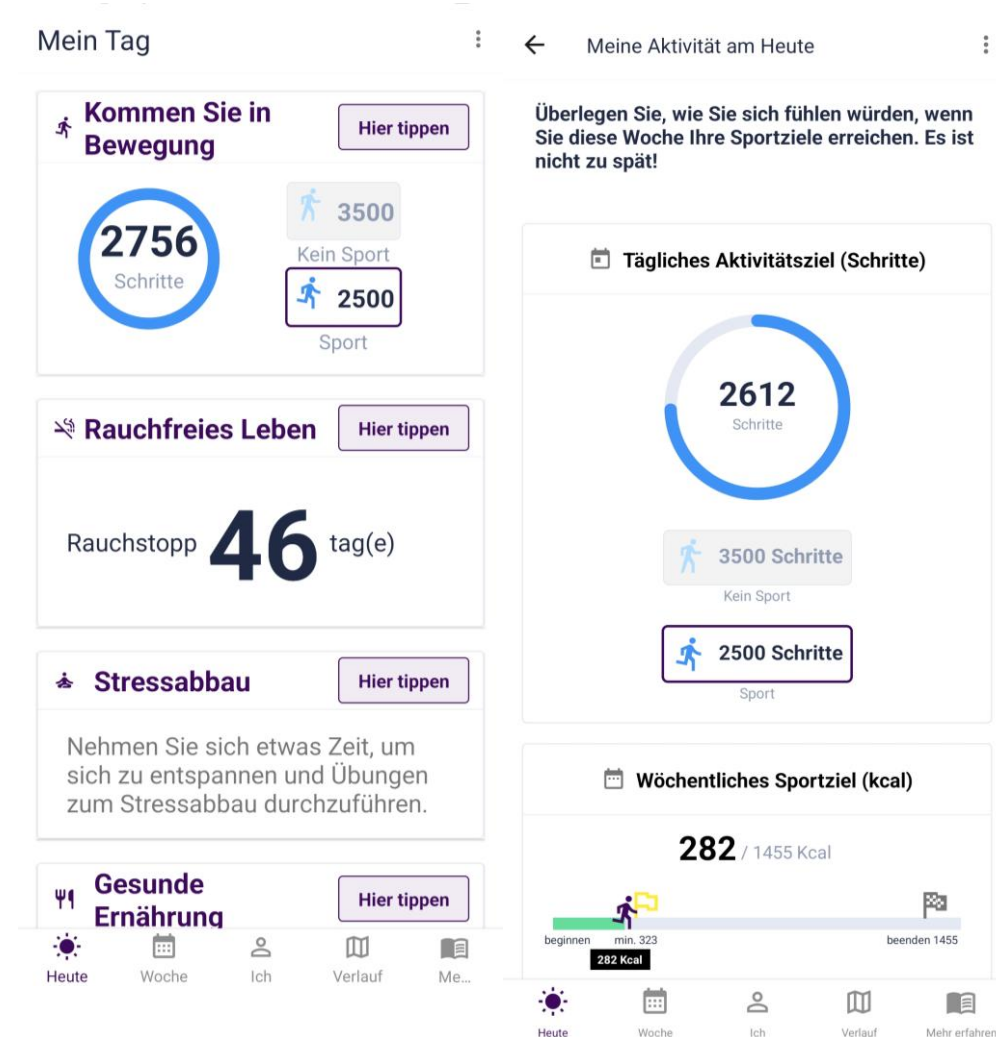 Mein Tag
Kommen Sie in
Bewegung
Hier tippen
2756
Schritte
3500
Kein Sport
2500
Sport
Rauchfreies Leben
Hier tippen
Rauchstopp 46 tag(e)
Stressabbau
Hier tippen
Nehmen Sie sich etwas Zeit, um
sich zu entspannen und Übungen
zum Stressabbau durchzuführen.
Gesunde
Ernährung
Hier tippen
Heute
Woche
Ich
Verlauf
Me...
Meine Aktivität am Heute
Überlegen Sie, wie Sie sich fühlen würden, wenn
Sie diese Woche Ihre Sportziele erreichen. Es ist
nicht zu spät!
Tägliches Aktivitätsziel (Schritte)
2612
Schritte
3500 Schritte
Kein Sport
2500 Schritte
Sport
Wöchentliches Sportziel (kcal)
282 / 1455 Kcal
beginnen
min. 323
beenden 1455
282 Kcal
Heute
Woche
Ich
Verlauf
Mehr erfahren